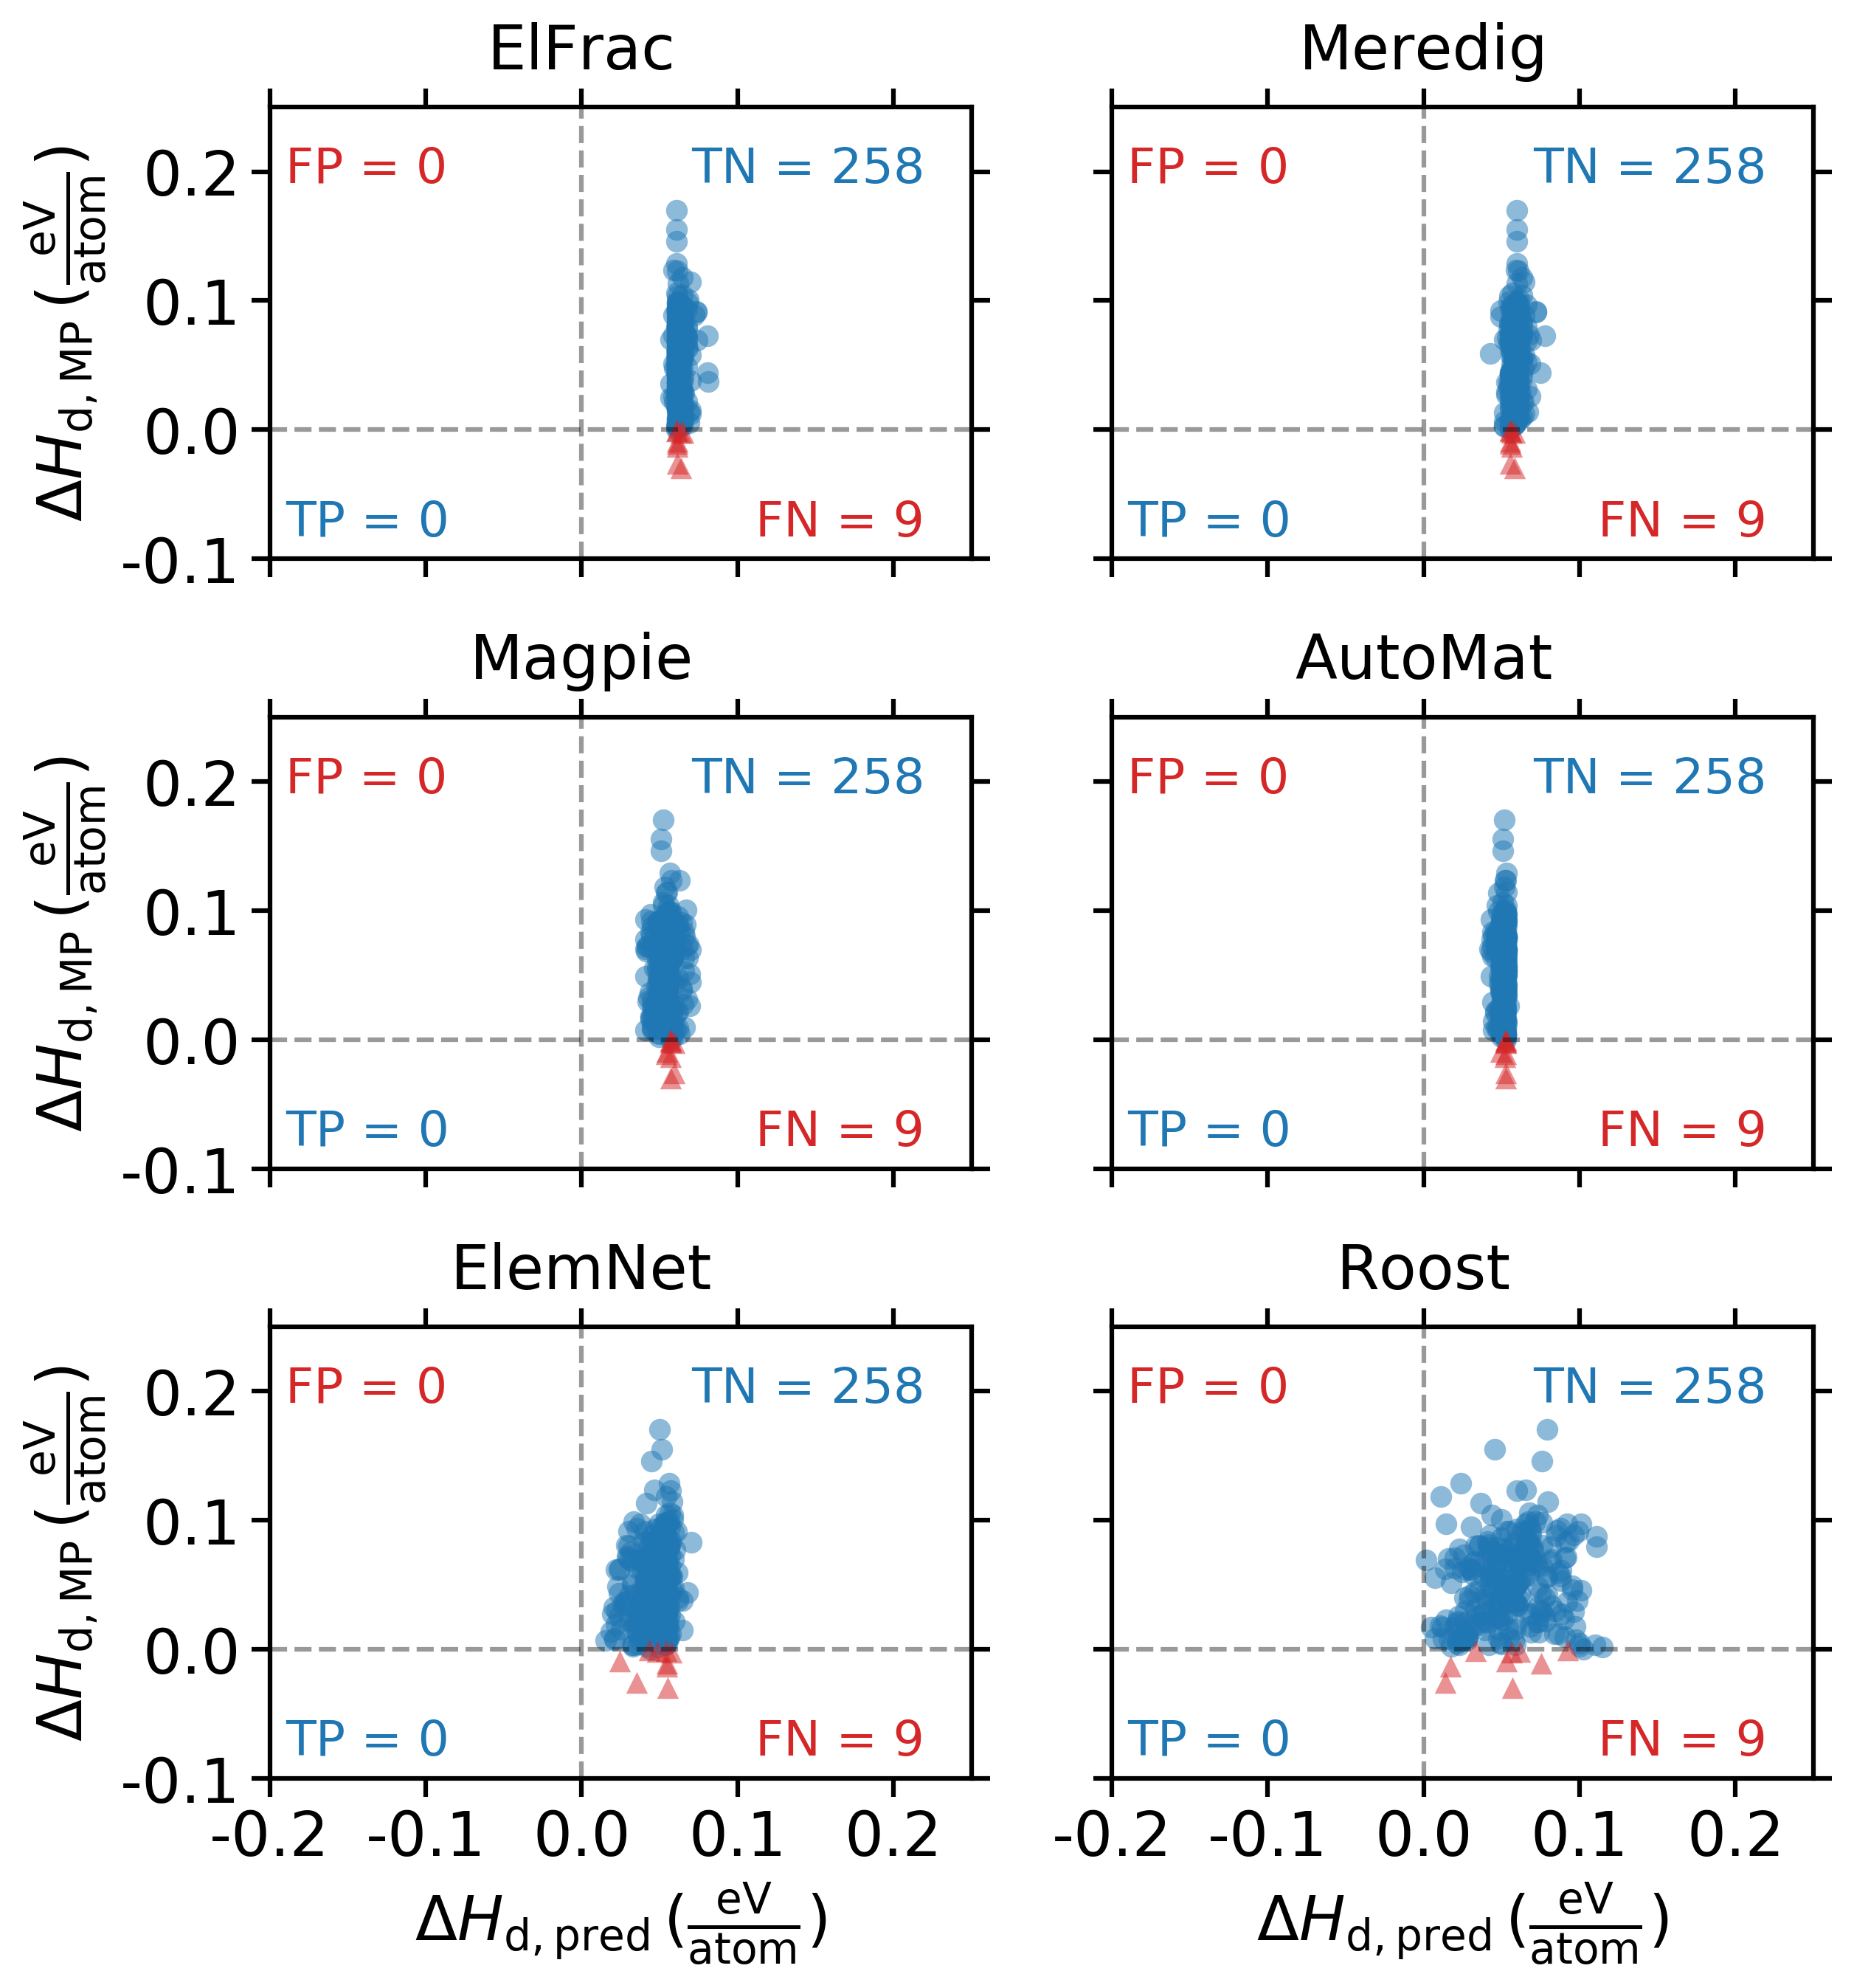 ElFrac Meredig
FP = 0 TN = 258 FP = 0 TN = 258
0.2
0.1
0.0
-0.1
ΔH_d, MP (eV/atom)
TP = 0 FN = 9 TP = 0 FN = 9
Magpie AutoMat
FP = 0 TN = 258 FP = 0 TN = 258
0.2
0.1
0.0
-0.1
ΔH_d, MP (eV/atom)
TP = 0 FN = 9 TP = 0 FN = 9
ElemNet Roost
FP = 0 TN = 258 FP = 0 TN = 258
0.2
0.1
0.0
-0.1
ΔH_d, MP (eV/atom)
TP = 0 FN = 9 TP = 0 FN = 9
-0.2 -0.1 0.0 0.1 0.2 -0.2 -0.1 0.0 0.1 0.2
ΔH_d, pred (eV/atom) ΔH_d, pred (eV/atom)